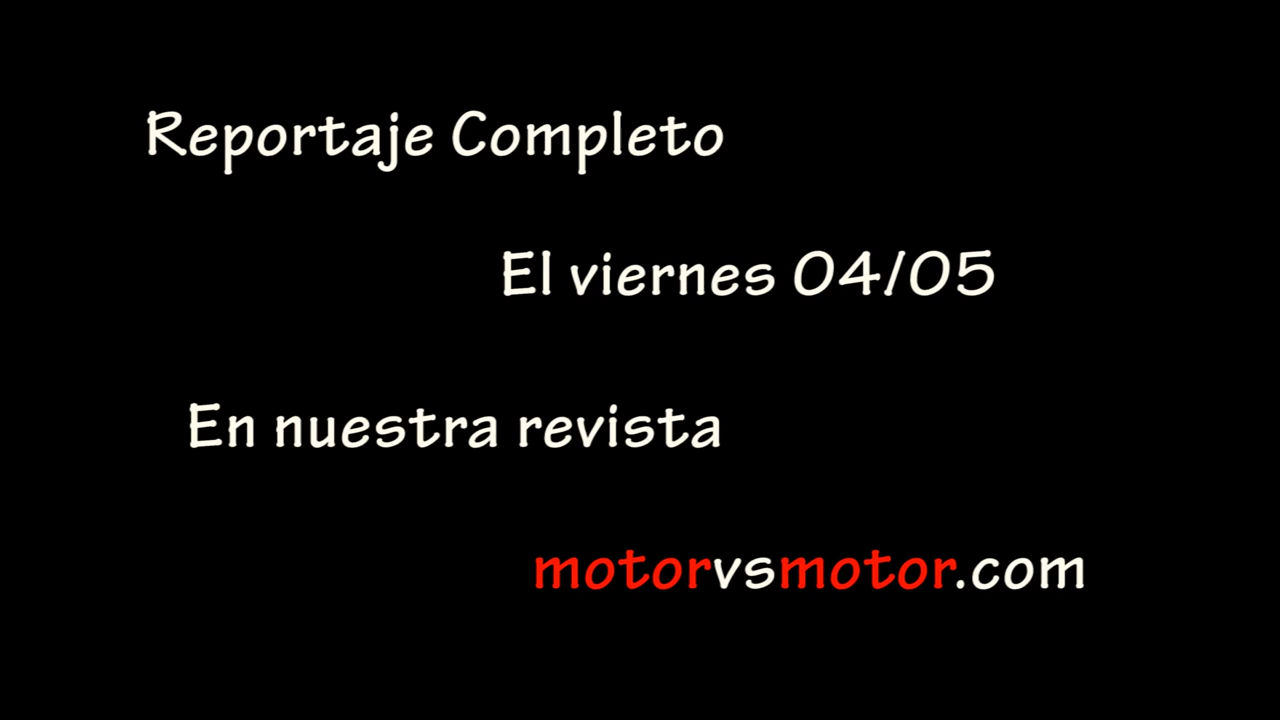 Reportaje Completo
El viernes 04/05
En nuestra revista
motorvsmotor.com